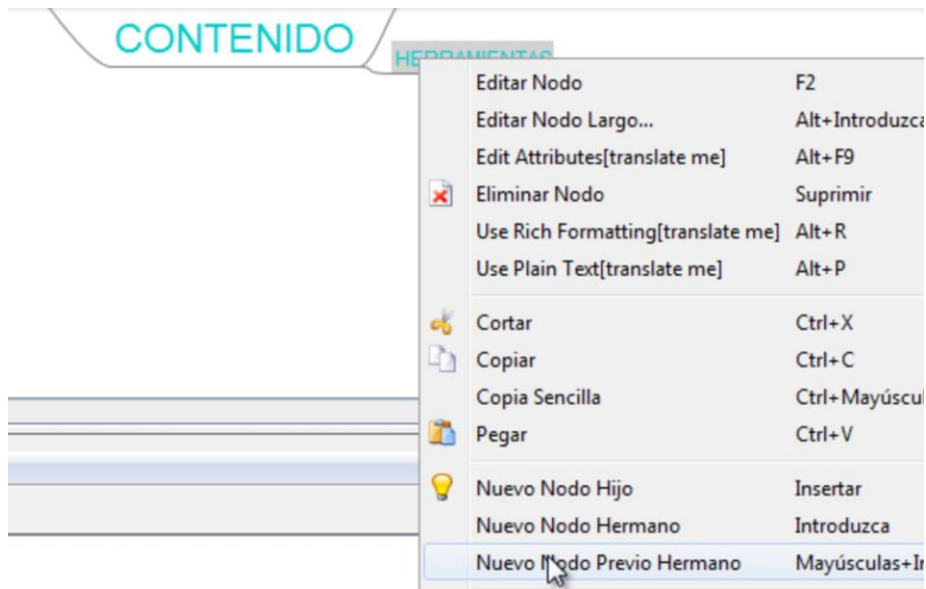 CONTENIDO
HERRAMIENTAS
Editar Nodo F2
Editar Nodo Largo... Alt+Introduzca
Edit Attributes[translate me] Alt+F9
Eliminar Nodo Suprimir
Use Rich Formatting[translate me] Alt+R
Use Plain Text[translate me] Alt+P
Cortar Ctrl+X
Copiar Ctrl+C
Copia Sencilla Ctrl+Mayúscul
Pegar Ctrl+V
Nuevo Nodo Hijo Insertar
Nuevo Nodo Hermano Introduzca
Nuevo Nodo Previo Hermano Mayúsculas+In